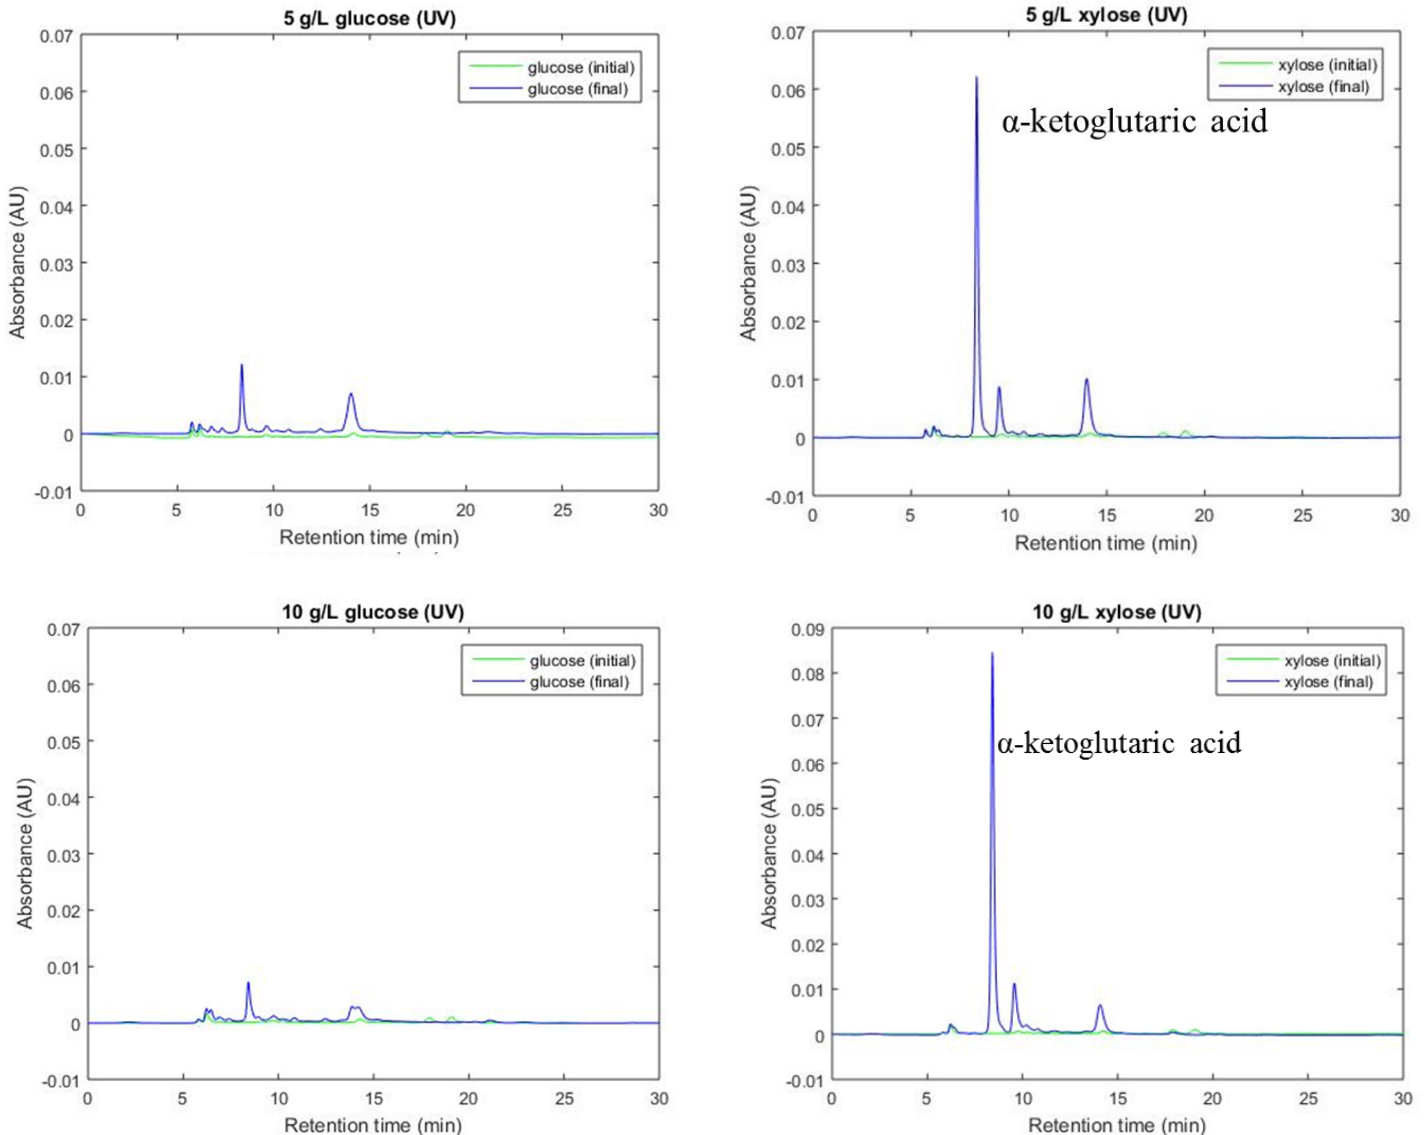 5 g/L glucose (UV)
0.07
0.06
0.05
0.04
0.03
0.02
0.01
0
-0.01
Absorbance (AU)
glucose (initial)
glucose (final)
0 5 10 15 20 25 30
Retention time (min)
5 g/L xylose (UV)
0.07
0.06
0.05
0.04
0.03
0.02
0.01
0
-0.01
Absorbance (AU)
xylose (initial)
xylose (final)
α-ketoglutaric acid
0 5 10 15 20 25 30
Retention time (min)
10 g/L glucose (UV)
0.07
0.06
0.05
0.04
0.03
0.02
0.01
0
-0.01
Absorbance (AU)
glucose (initial)
glucose (final)
0 5 10 15 20 25 30
Retention time (min)
10 g/L xylose (UV)
0.09
0.08
0.07
0.06
0.05
0.04
0.03
0.02
0.01
0
-0.01
Absorbance (AU)
xylose (initial)
xylose (final)
α-ketoglutaric acid
0 5 10 15 20 25 30
Retention time (min)